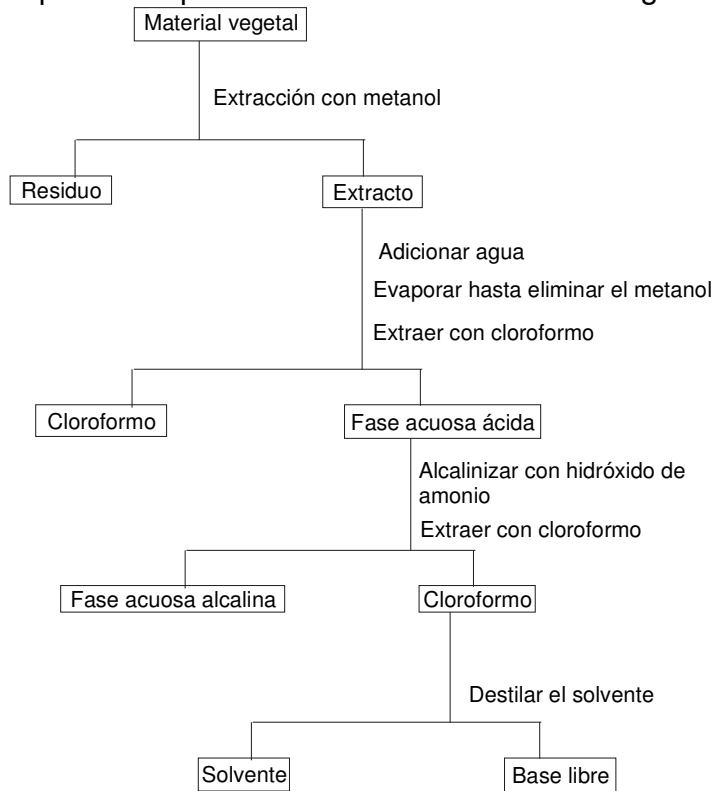 Material vegetal
Extracción con metanol
Residuo
Extracto
Adicionar agua
Evaporar hasta eliminar el metanol
Extraer con cloroformo
Cloroformo
Fase acuosa ácida
Alcalinizar con hidróxido de
amonio
Extraer con cloroformo
Fase acuosa alcalina
Cloroformo
Destilar el solvente
Solvente
Base libre